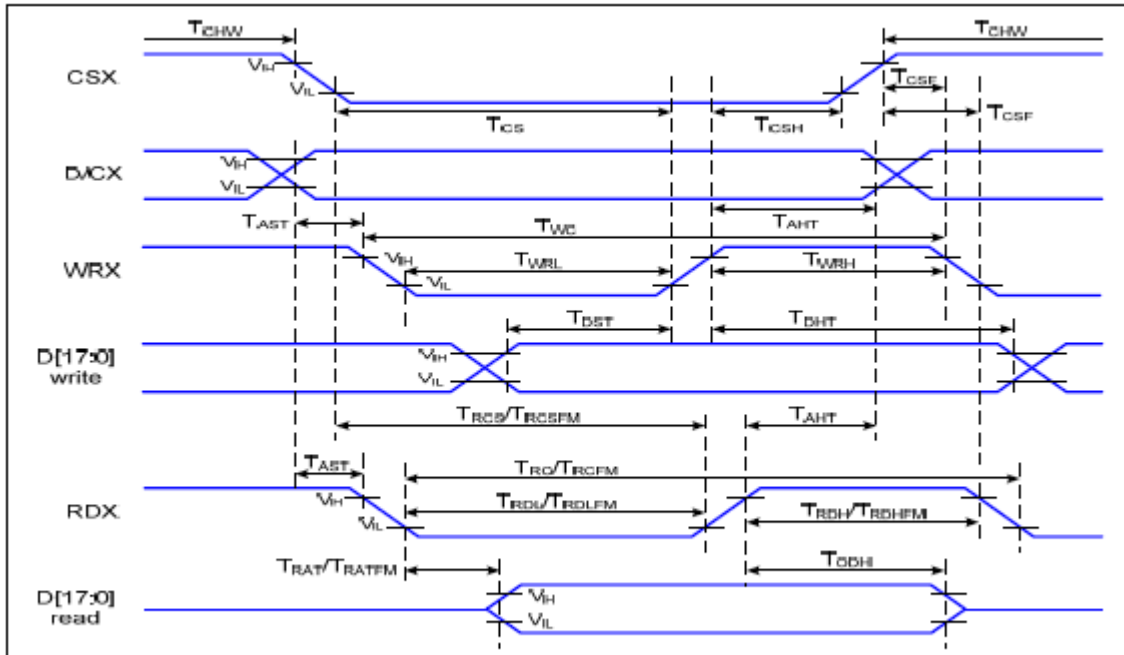 TCHW TCHW
CSX VIH TCSF
VIL TCSF
TCS TCSH
D/CX VIH
VIL
TAST TWC TAHT
WRX VIH TWRL TWRH
VIL
TDST TDHT
D[17:0] VIH
write VIL
TRCS/TRCSFM TAHT
TAST TRC/TRCFM
RDX VIH TRDL/TRDLFM TRDH/TRDHFM
VIL
TRAT/TRATFM TODH
D[17:0] VIH
read VIL